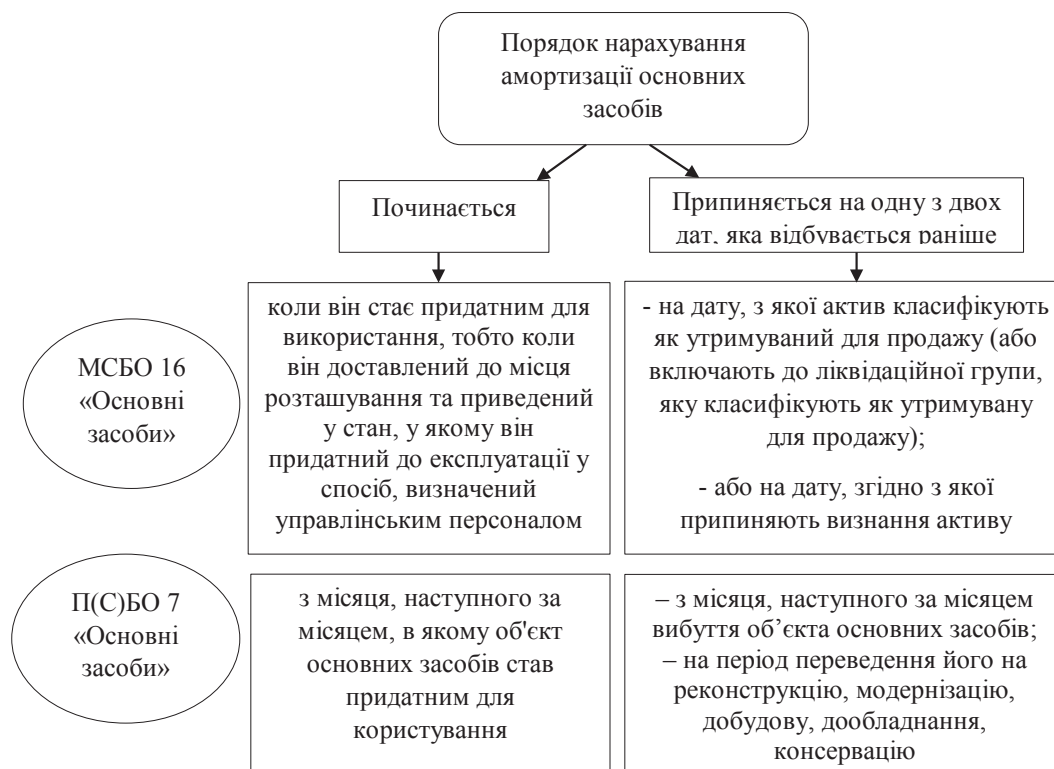 Порядок нарахування
амортизації основних
засобів
Починається
Припиняється на одну з двох
дат, яка відбувається раніше
МСБО 16
«Основні
засоби»
коли він стає придатним для
використання, тобто коли
він доставлений до місця
розташування та приведений
у стан, у якому він
придатний до експлуатації у
спосіб, визначений
управлінським персоналом
- на дату, з якої актив класифікують
як утримуваний для продажу (або
включають до ліквідаційної групи,
яку класифікують як утримувану
для продажу);
- або на дату, згідно з якої
припиняють визнання активу
П(С)БО 7
«Основні
засоби»
з місяця, наступного за
місяцем, в якому об'єкт
основних засобів став
придатним для
користування
– з місяця, наступного за місяцем
вибуття об’єкта основних засобів;
– на період переведення його на
реконструкцію, модернізацію,
добудову, дообладнання,
консервацію